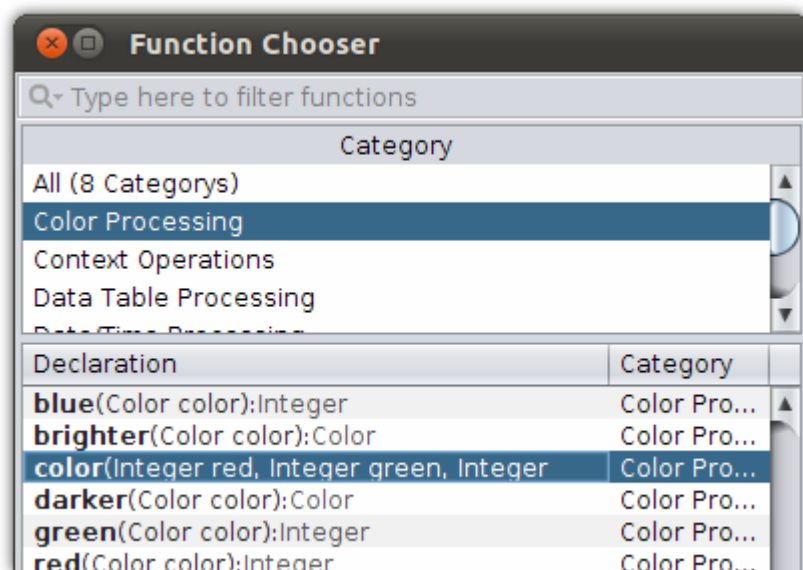 Function Chooser
Type here to filter functions
Category
All (8 Categorys)
Color Processing
Context Operations
Data Table Processing
Date/Time Processing
Declaration Category
blue(Color color):Integer Color Pro...
brighter(Color color):Color Color Pro...
color(Integer red, Integer green, Integer Color Pro...
darker(Color color):Color Color Pro...
green(Color color):Integer Color Pro...
red(Color color):Integer Color Pro...